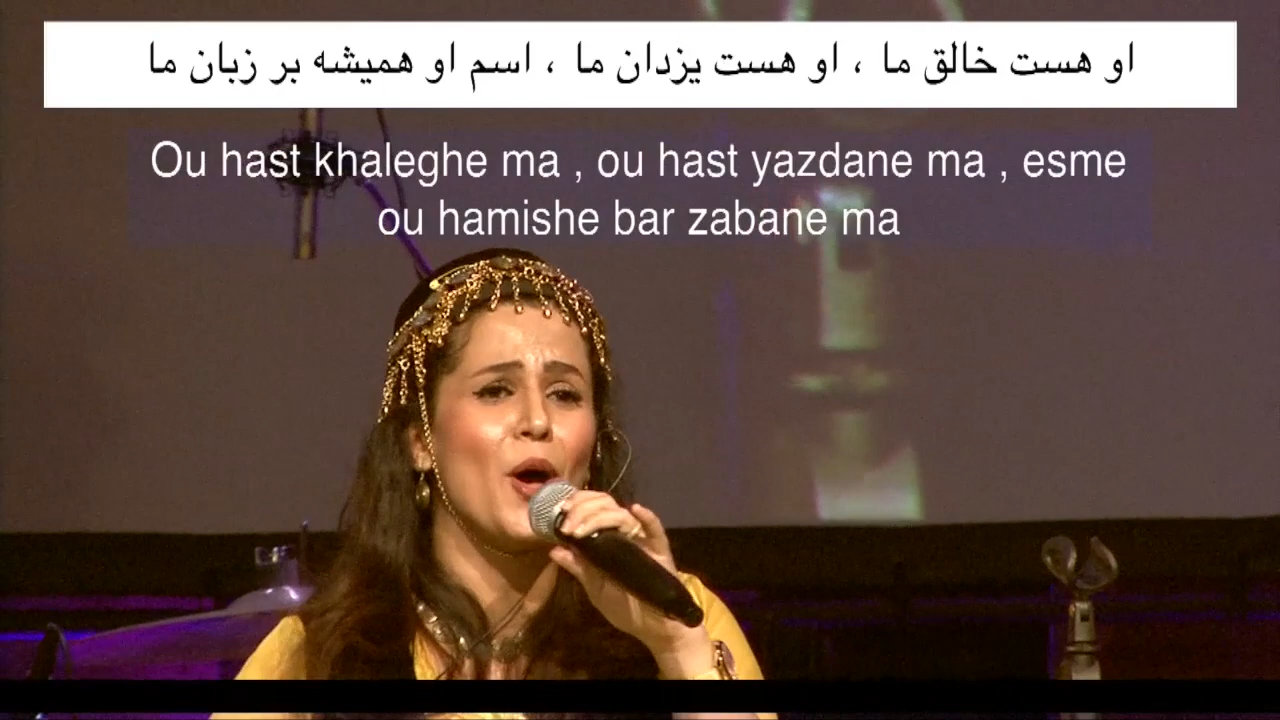 او هست خالق ما ، او هست یزدان ما ، اسم او همیشه بر زبان ما
Ou hast khaleghe ma , ou hast yazdane ma , esme
ou hamishe bar zabane ma